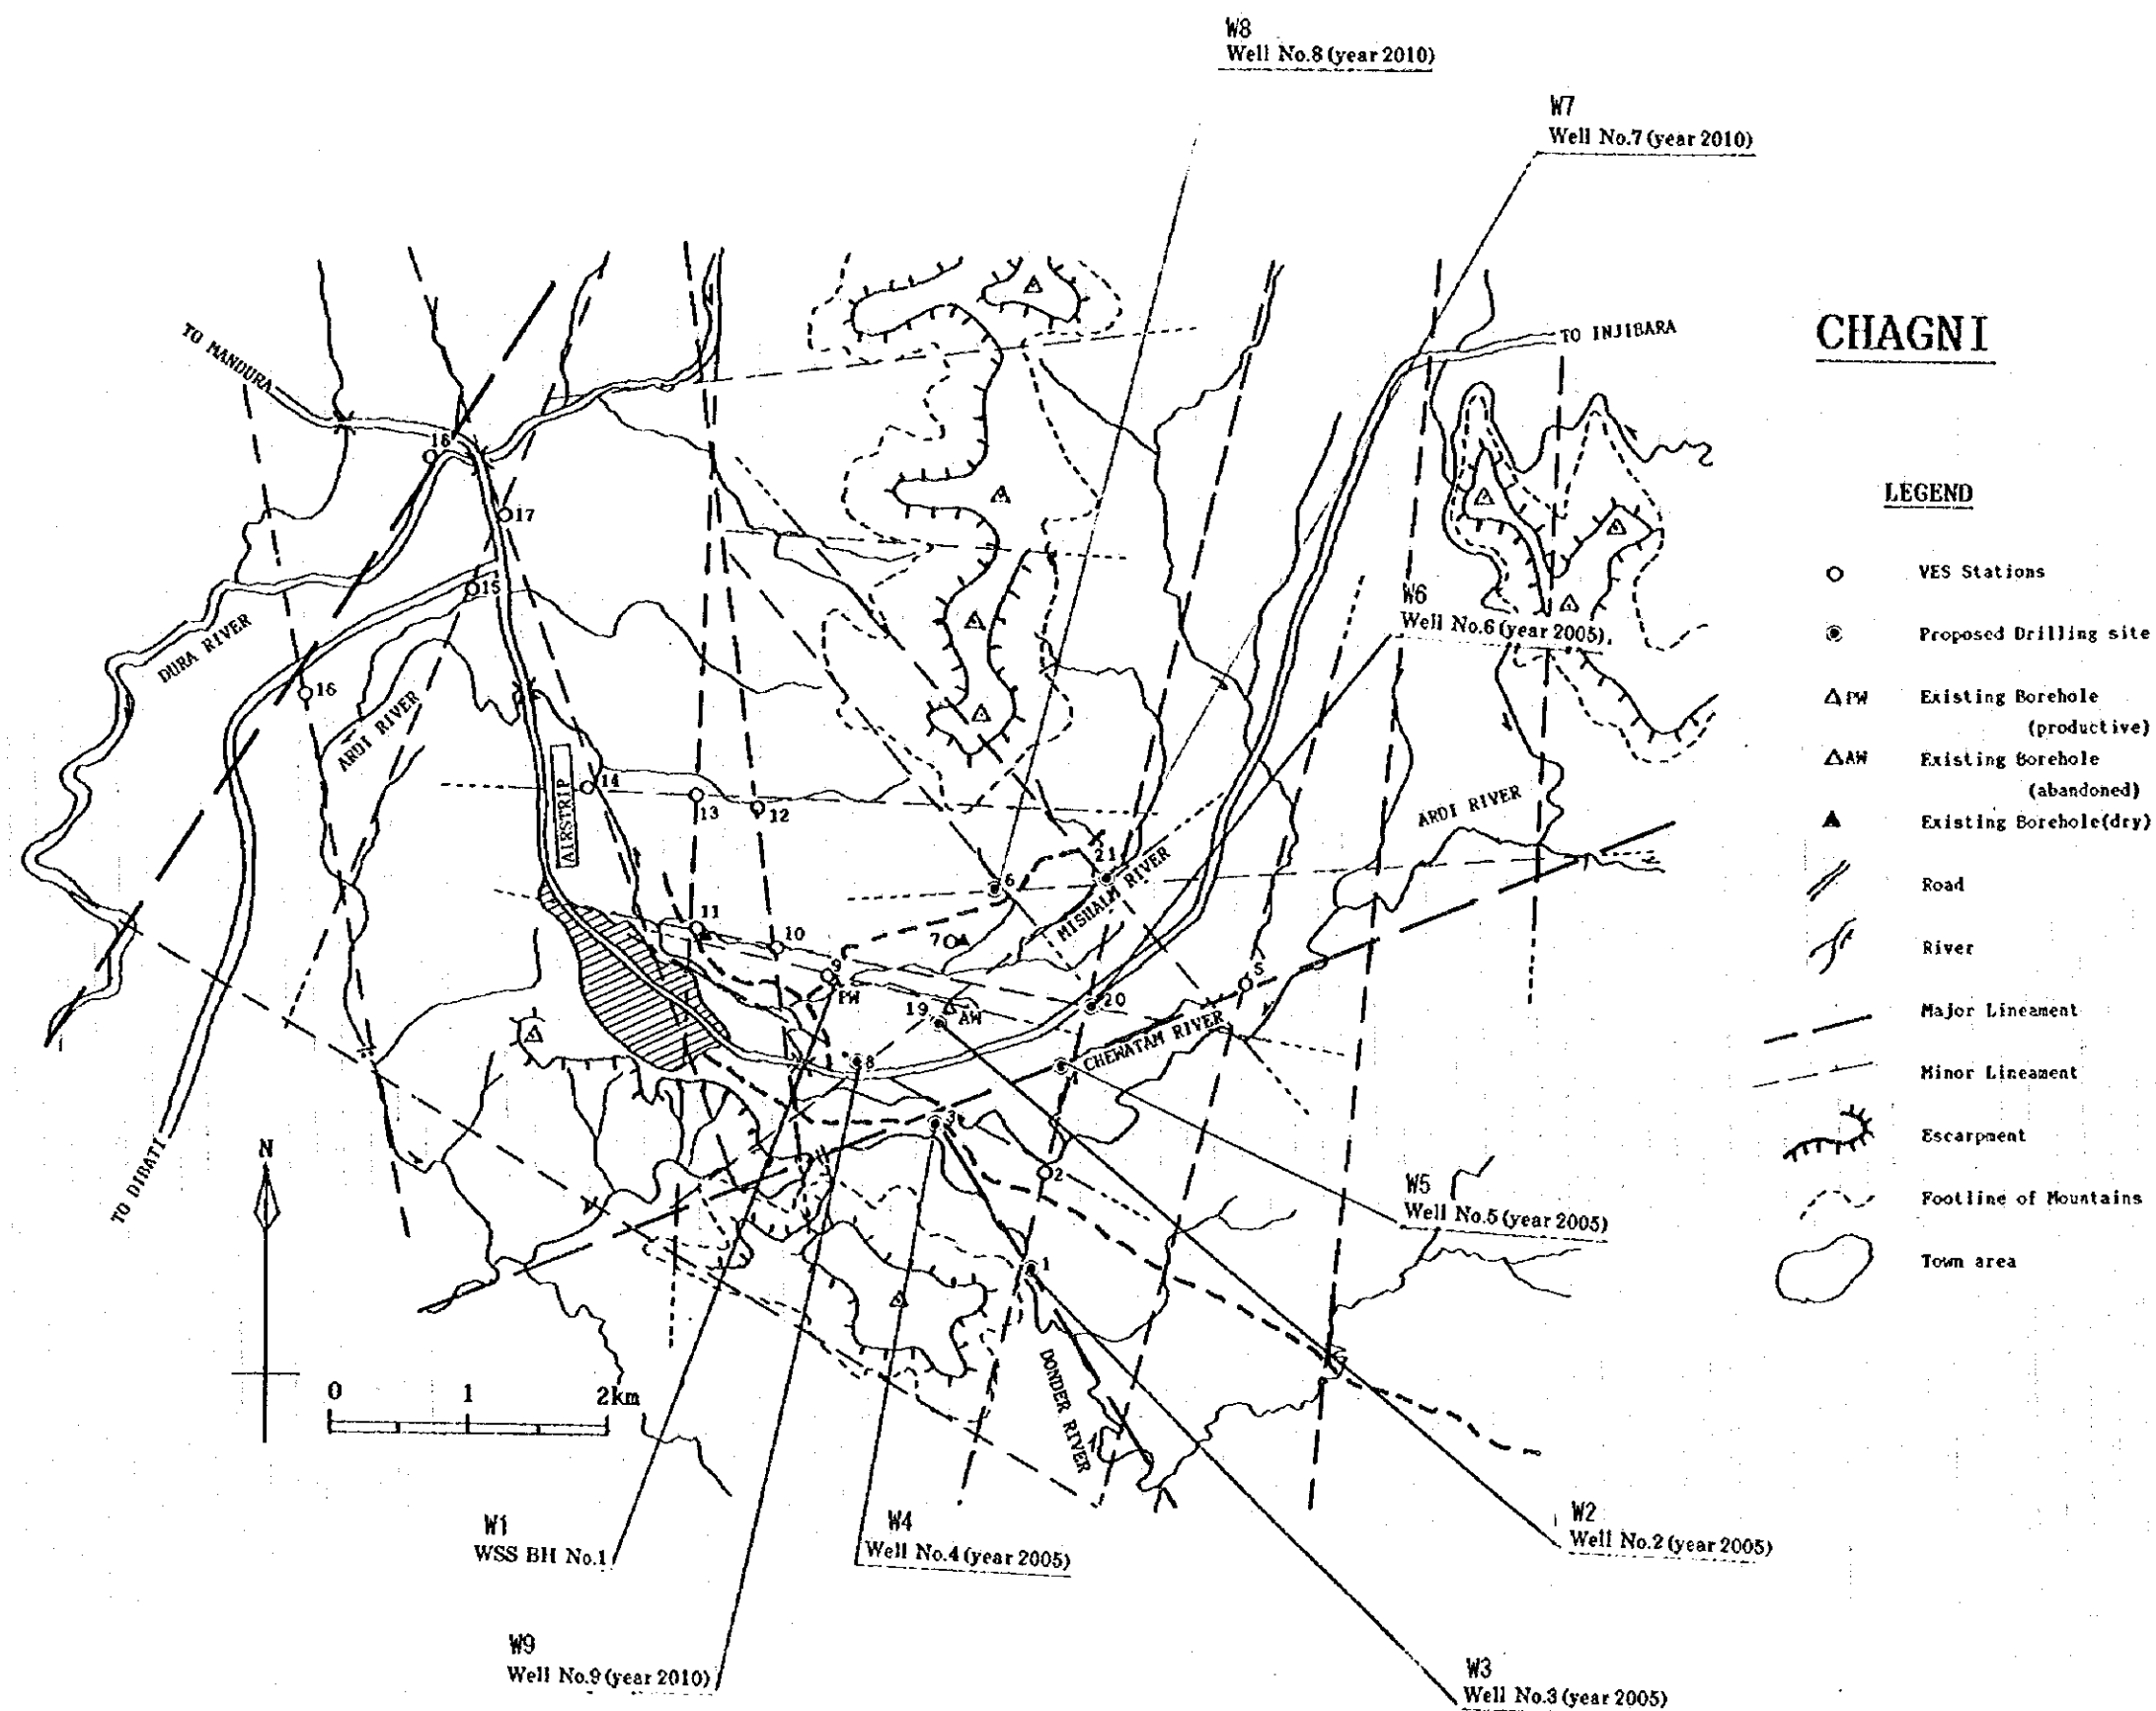 W8
Well No.8 (year 2010)
W7
Well No.7 (year 2010)
TO INJIBARA
CHAGNI
TO MANDURA
18
17
15
16
DURA RIVER
ARDI RIVER
AIRSTRIP
14
13
12
W6
Well No.6 (year 2005)
ARDI RIVER
21
6
MISHALM RIVER
11
10
7
9
PW
19
AW
20
5
8
CHEWATAM RIVER
3
2
1
TO DIBATI
N
0 1 2km
DONDER RIVER
W5
Well No.5 (year 2005)
W1
WSS BH No.1
W4
Well No.4 (year 2005)
W2
Well No.2 (year 2005)
W9
Well No.9 (year 2010)
W3
Well No.3 (year 2005)
LEGEND
VES Stations
Proposed Drilling site
PW Existing Borehole
(productive)
AW Existing Borehole
(abandoned)
Existing Borehole(dry)
Road
River
Major Lineament
Minor Lineament
Escarpment
Footline of Mountains
Town area